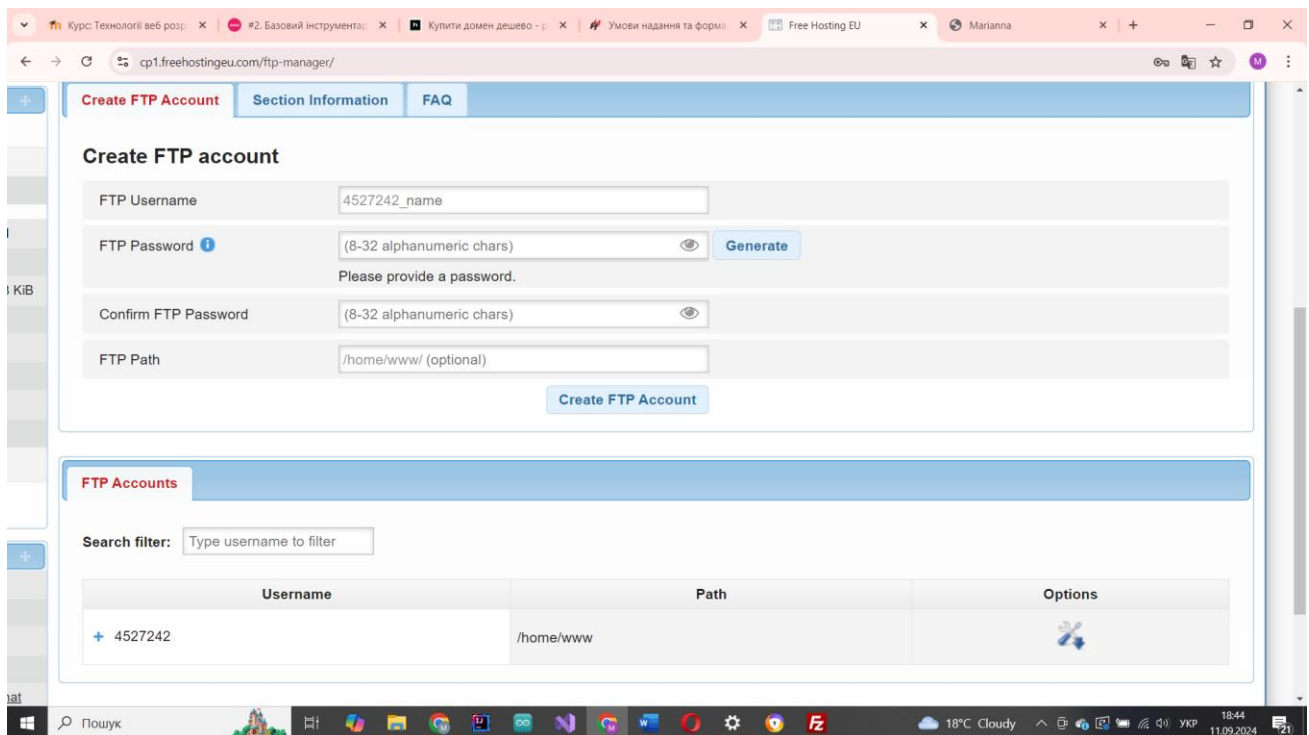 Курс: Технології веб розр
#2. Базовий інструментар
Купити домен дешево - р
Умови надання та форма
Free Hosting EU
Marianna
cp1.freehostingeu.com/ftp-manager/
M
Create FTP Account
Section Information
FAQ
Create FTP account
FTP Username
4527242_name
FTP Password
(8-32 alphanumeric chars)
Generate
Please provide a password.
KiB
Confirm FTP Password
(8-32 alphanumeric chars)
FTP Path
/home/www/ (optional)
Create FTP Account
FTP Accounts
Search filter:
Type username to filter
Username
Path
Options
+ 4527242
/home/www
nat
Пошук
18°C Cloudy
УКР
18:44
11.09.2024
21